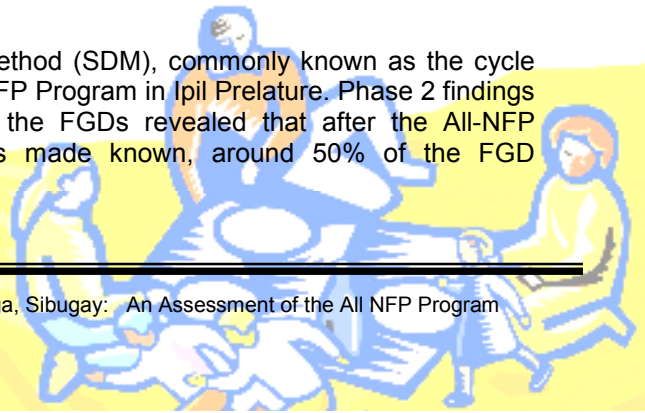 ethod (SDM), commonly known as the cycle
FP Program in Ipil Prelature. Phase 2 findings
the FGDs revealed that after the All-NFP
s made known, around 50% of the FGD
ga, Sibugay: An Assessment of the All NFP Program